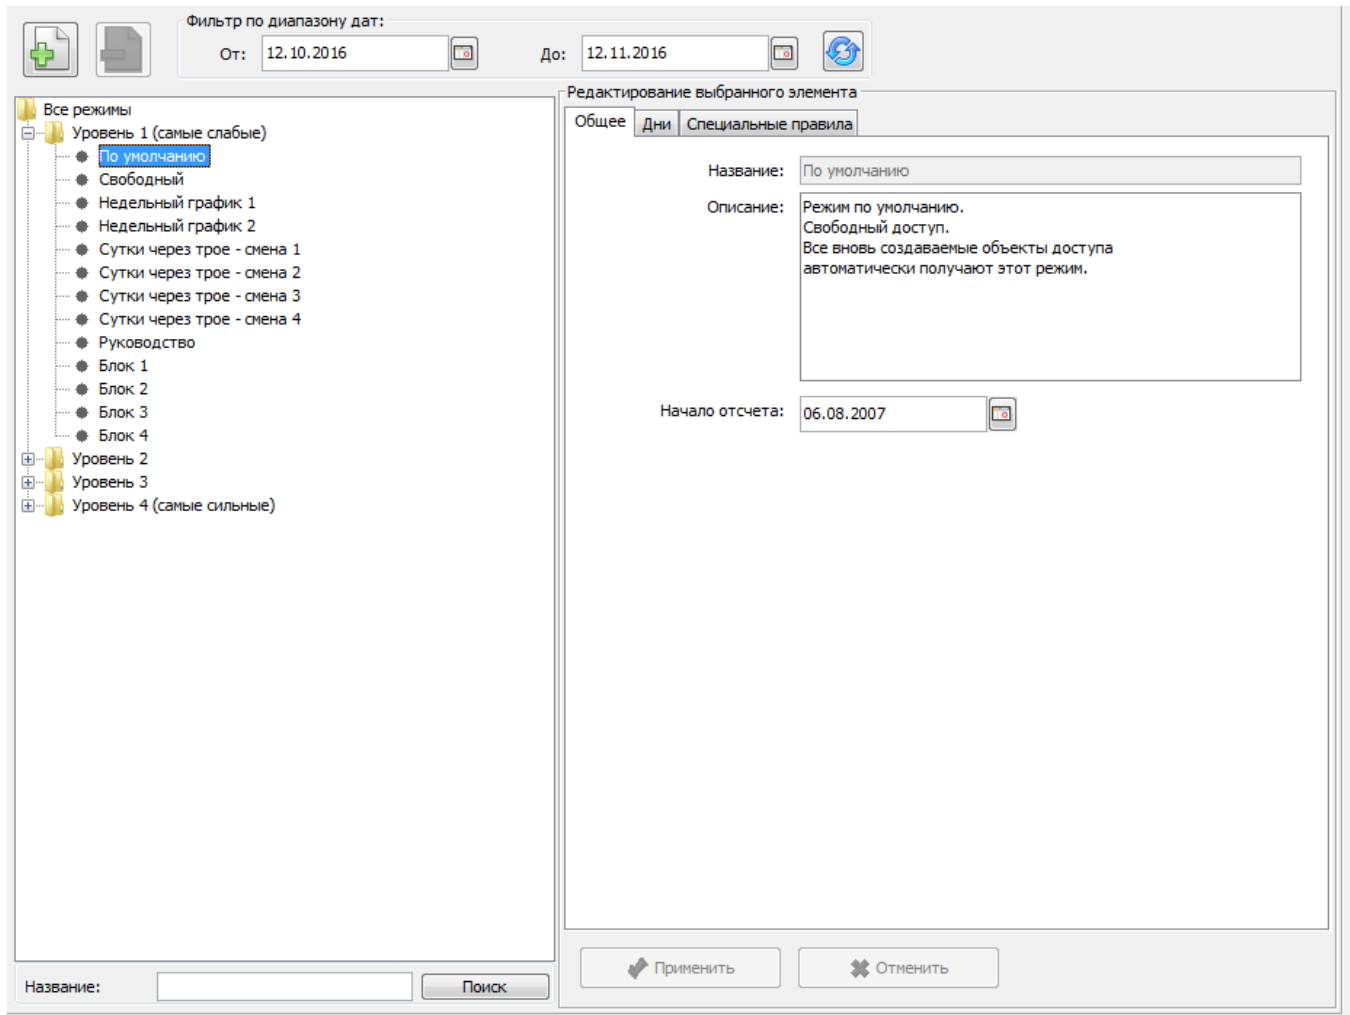 Фильтр по диапазону дат:
От: 12.10.2016 До: 12.11.2016
Все режимы
Уровень 1 (самые слабые)
По умолчанию
Свободный
Недельный график 1
Недельный график 2
Сутки через трое - смена 1
Сутки через трое - смена 2
Сутки через трое - смена 3
Сутки через трое - смена 4
Руководство
Блок 1
Блок 2
Блок 3
Блок 4
Уровень 2
Уровень 3
Уровень 4 (самые сильные)
Название: Поиск
Редактирование выбранного элемента
Общее Дни Специальные правила
Название: По умолчанию
Описание: Режим по умолчанию.
Свободный доступ.
Все вновь создаваемые объекты доступа
автоматически получают этот режим.
Начало отсчета: 06.08.2007
Применить Отменить